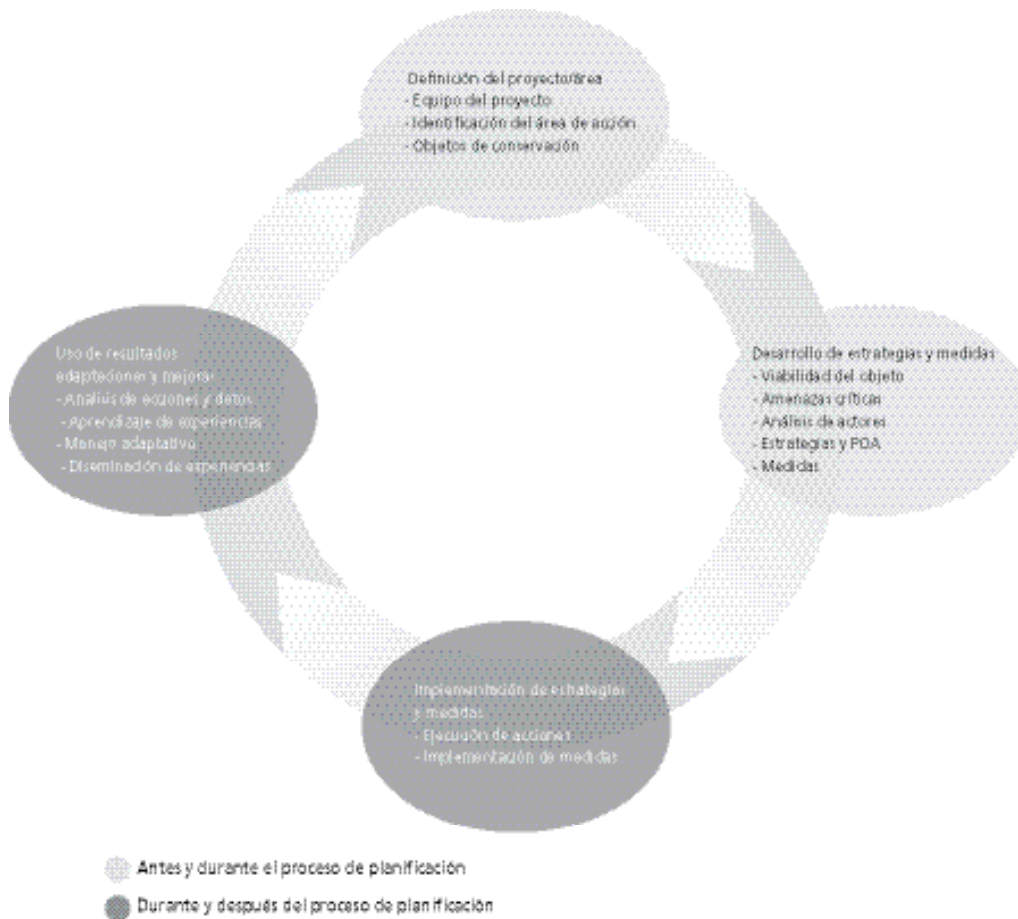 Definición del proyecto/área
- Equipo del proyecto
- Identificación del área de acción
- Objetos de conservación
Desarrollo de estrategias y medidas
- Viabilidad del objeto
- Amenazas críticas
- Análisis de actores
- Estrategias y POA
- Medidas
Implementación de estrategias
y medidas
- Ejecución de acciones
- Implementación de medidas
Uso de resultados
adaptaciones y mejoras
- Análisis de acciones y datos
- Aprendizaje de experiencias
- Manejo adaptativo
- Diseminación de experiencias
Antes y durante el proceso de planificación
Durante y después del proceso de planificación